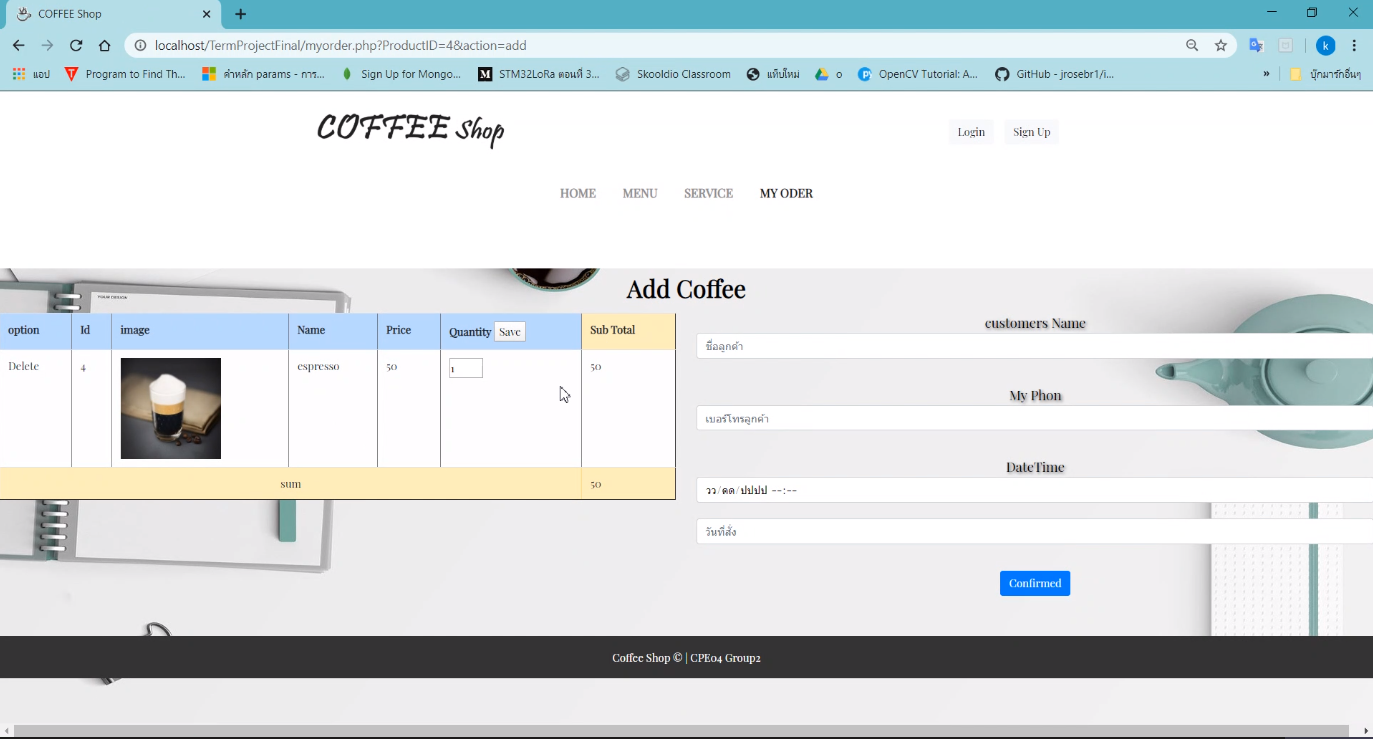 COFFEE Shop
localhost/TermProjectFinal/myorder.php?ProductID=4&action=add
k
แอป
Program to Find Th...
คำหลัก params - การ...
Sign Up for Mongo...
STM32LoRa ตอนที่ 3...
Skooldio Classroom
แท็บใหม่
o
OpenCV Tutorial: A...
GitHub - jrosebr1/i...
»
บุ๊กมาร์กอื่นๆ
COFFEE Shop
Login
Sign Up
HOME
MENU
SERVICE
MY ODER
Add Coffee
option
Id
image
Name
Price
Quantity
Save
Sub Total
Delete
4
espresso
50
1
50
sum
50
customers Name
ชื่อลูกค้า
My Phon
เบอร์โทรลูกค้า
DateTime
วว/ดด/ปปปป --:--
วันที่สั่ง
Confirmed
Coffee Shop © | CPE04 Group2